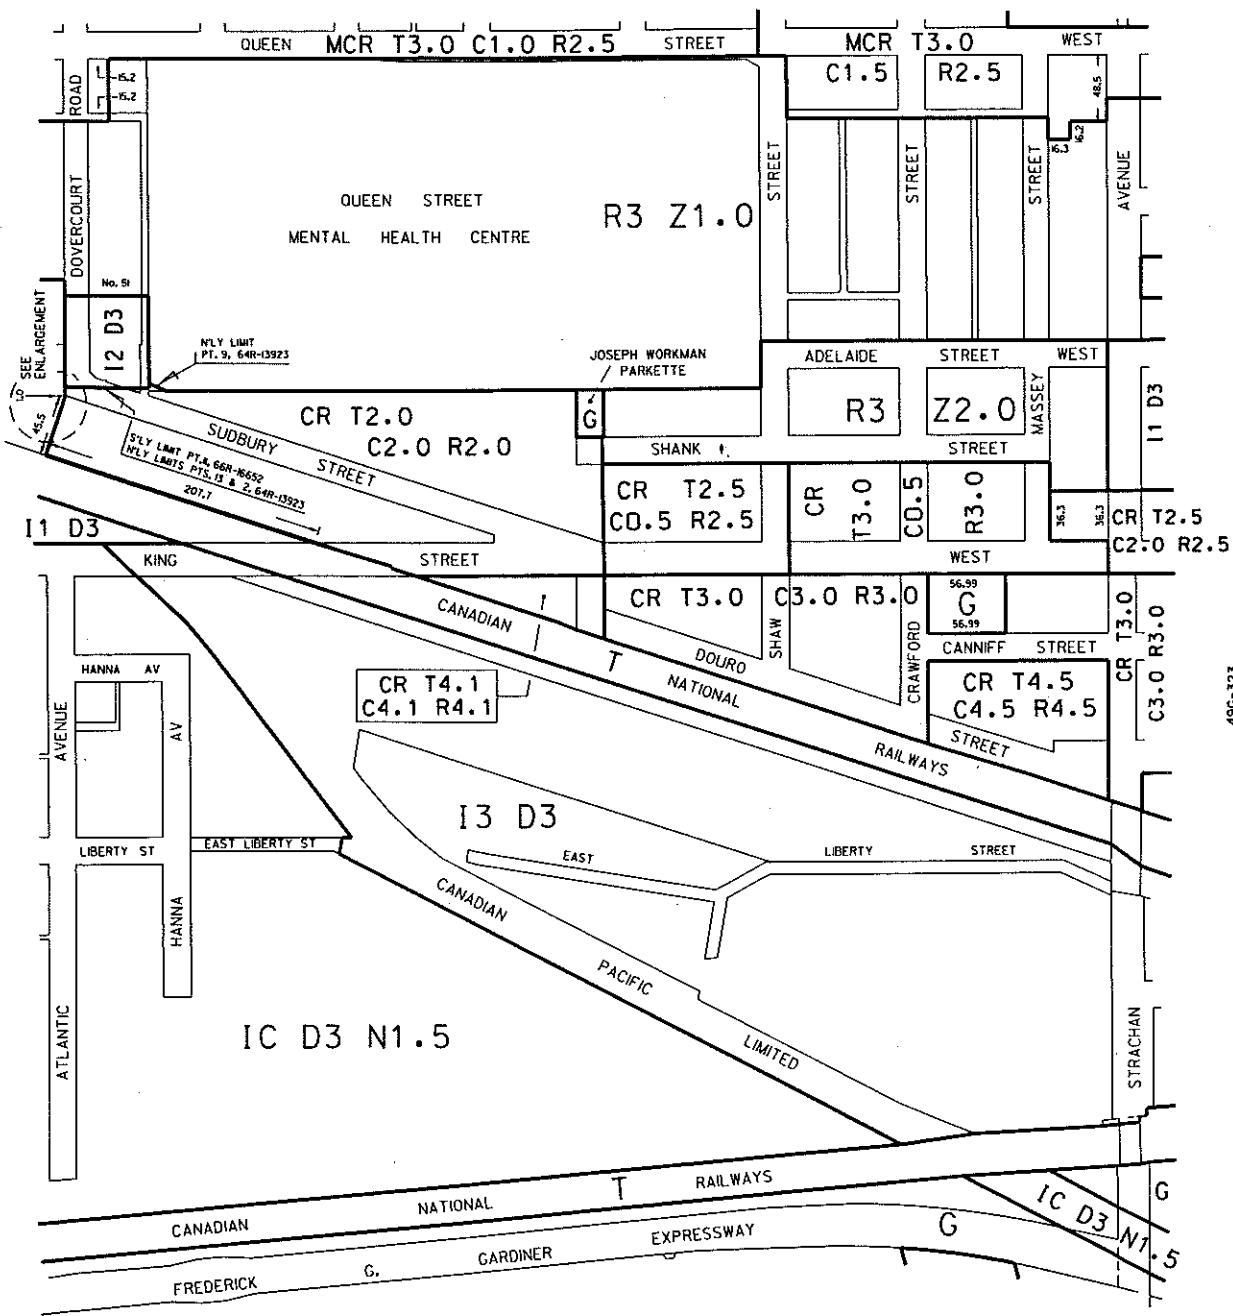 QUEEN MCR T3.0 C1.0 R2.5 STREET MCR T3.0 WEST
C1.5 R2.5
ROAD
15.2
15.2
48.5
16.3
16.2
DOVERCOURT
QUEEN STREET
MENTAL HEALTH CENTRE
R3 Z1.0
STREET
STREET
STREET
AVENUE
No. 51
SEE
ENLARGEMENT
I2 D3
N'LY LIMIT
PT. 9, 64R-13923
JOSEPH WORKMAN
PARKETTE
ADELAIDE STREET WEST
1.0
45.5
CR T2.0
C2.0 R2.0
G
R3 Z2.0
MASSEY
I1 D3
SUDBURY STREET
S'LY LIMIT PT.11, 66R-16652
N'LY LIMITS PTS. 13 & 2, 64R-13923
207.7
SHANK STREET
CR T2.5
C0.5 R2.5
CR T3.0 C0.5 R3.0
36.3
36.3
CR T2.5
C2.0 R2.5
I1 D3
KING STREET WEST
CR T3.0 C3.0 R3.0
56.99
G
56.99
CANADIAN T NATIONAL RAILWAYS
DOURO STREET
SHAW
CRAWFORD
CANNIFF STREET
CR T3.0
C3.0 R3.0
49G-323
HANNA AV
CR T4.1
C4.1 R4.1
CR T4.5
C4.5 R4.5
AVENUE
AV
I3 D3
LIBERTY ST
EAST LIBERTY ST
EAST LIBERTY STREET
HANNA
CANADIAN PACIFIC LIMITED
IC D3 N1.5
ATLANTIC
STRACHAN
CANADIAN NATIONAL T RAILWAYS
G
IC D3 N1.5
G
FREDERICK G. GARDINER EXPRESSWAY